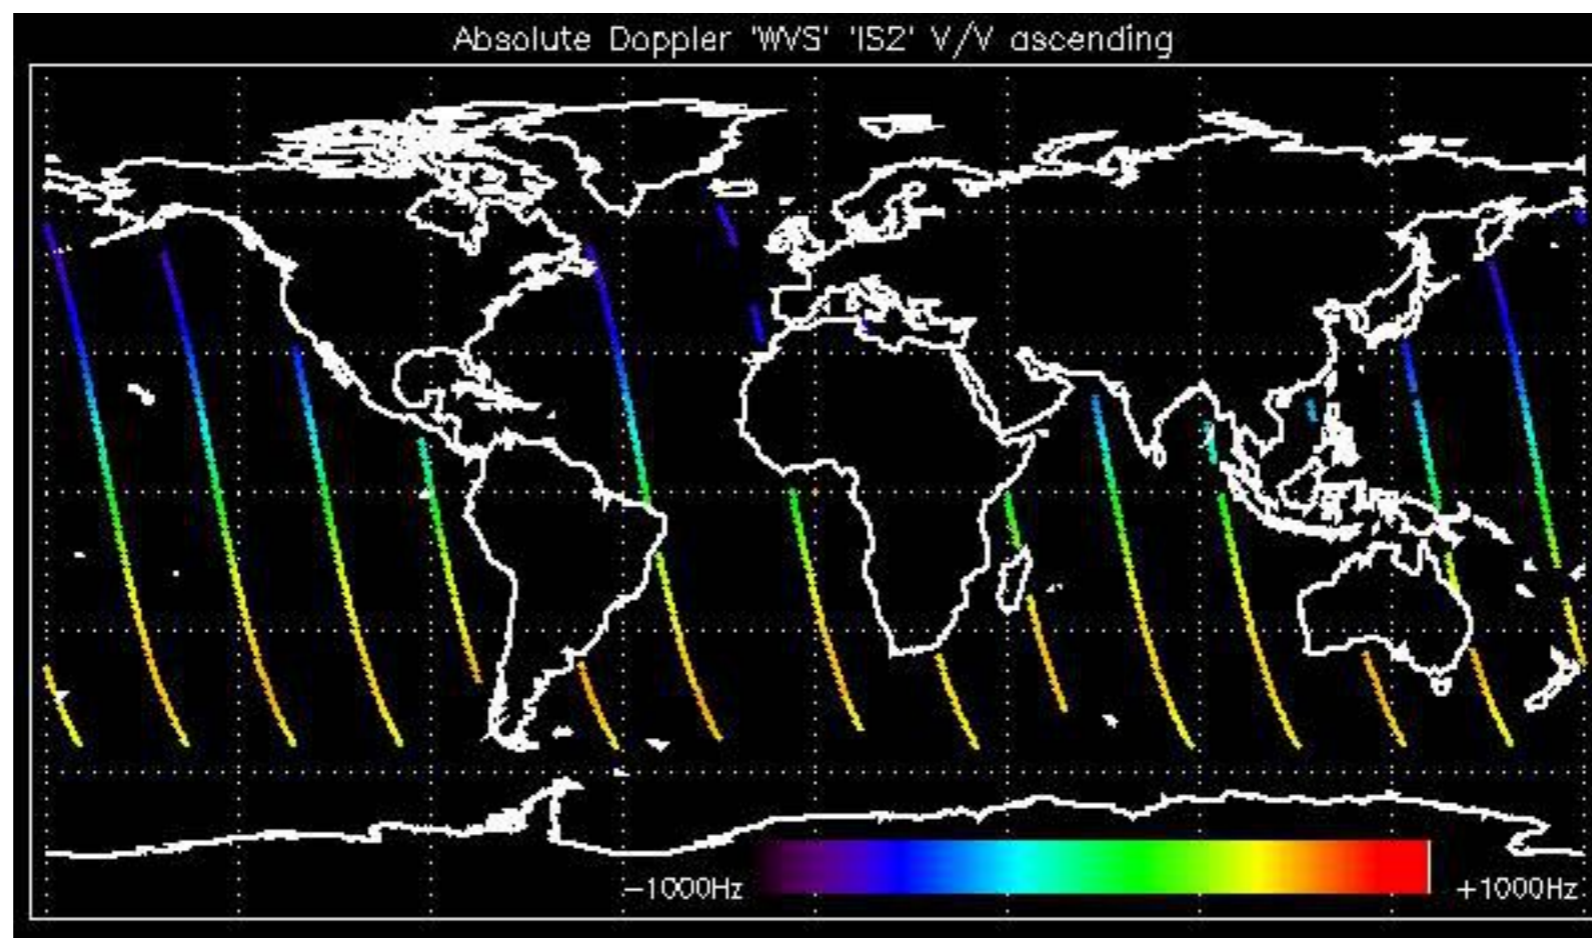 Absolute Doppler 'WVS' 'IS2' V/V ascending
−1000Hz +1000Hz